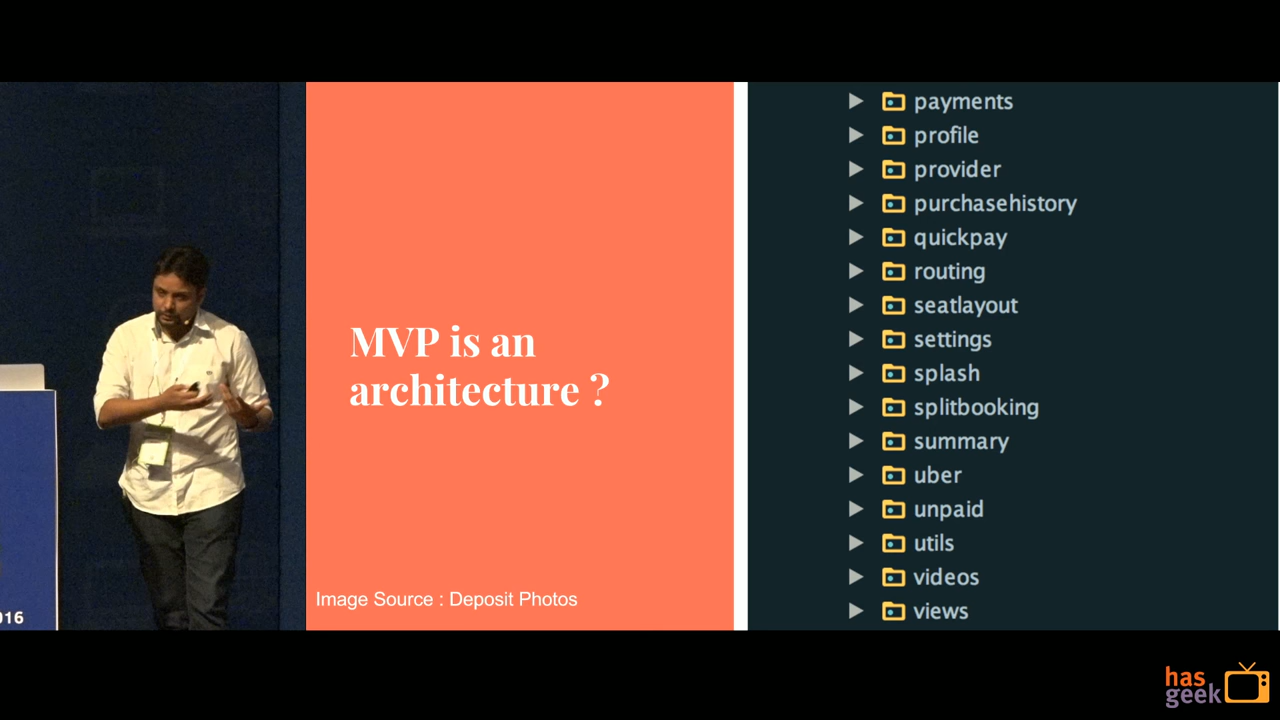 MVP is an
architecture ?
Image Source : Deposit Photos
payments
profile
provider
purchasehistory
quickpay
routing
seatlayout
settings
splash
splitbooking
summary
uber
unpaid
utils
videos
views
016
has
geek